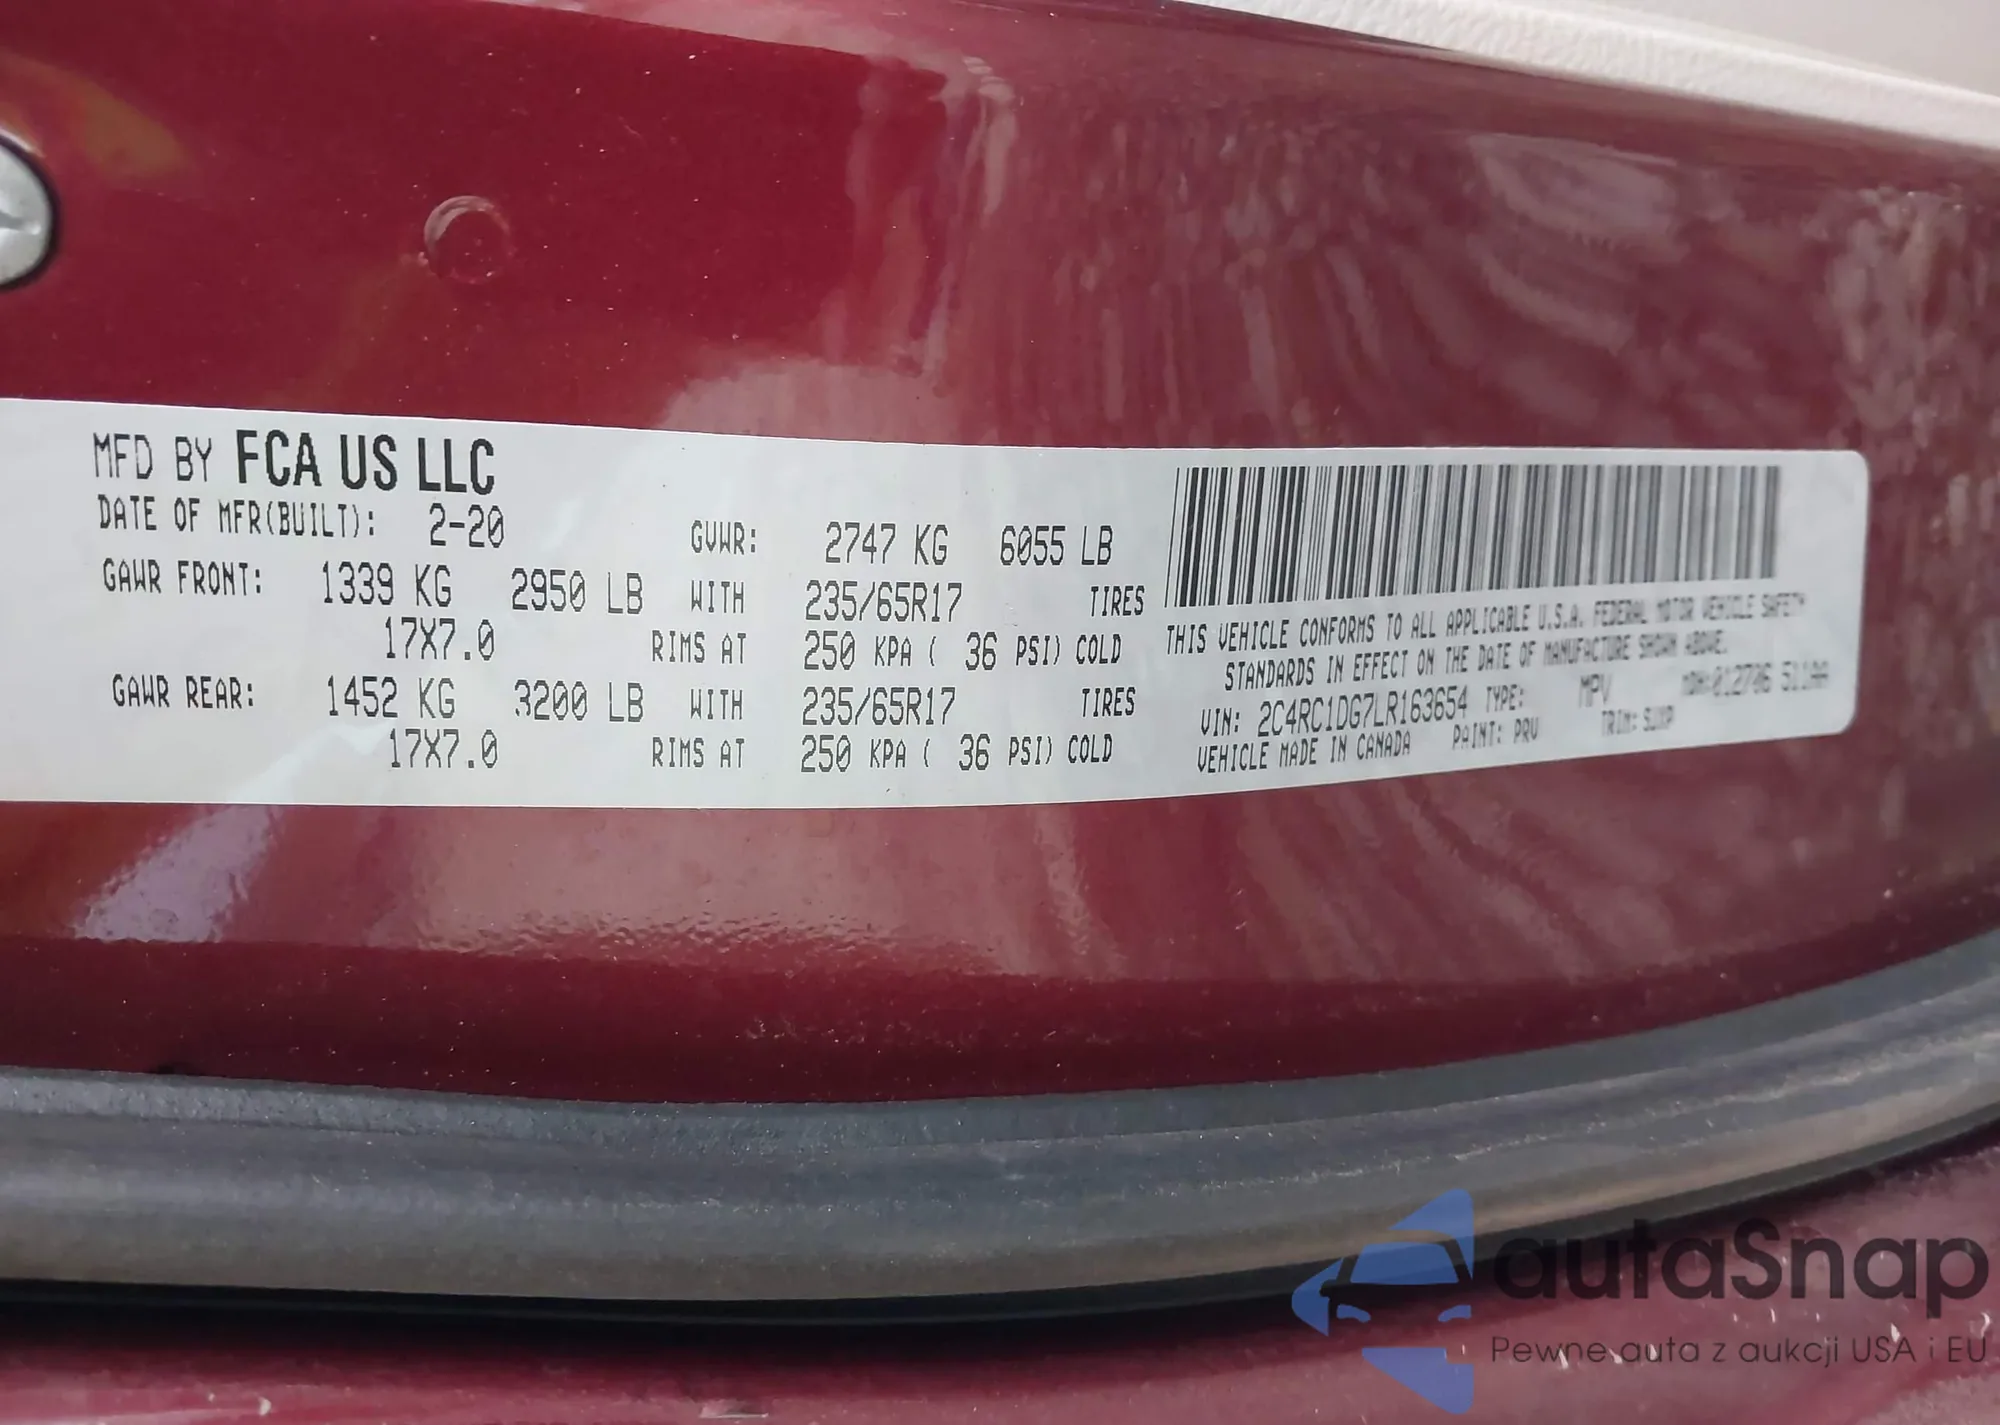 MFD BY FCA US LLC
DATE OF MFR(BUILT): 2-20 GVWR: 2747 KG 6055 LB
GAWR FRONT: 1339 KG 2950 LB WITH 235/65R17 TIRES
17X7.0 RIMS AT 250 KPA ( 36 PSI) COLD
GAWR REAR: 1452 KG 3200 LB WITH 235/65R17 TIRES
17X7.0 RIMS AT 250 KPA ( 36 PSI) COLD
THIS VEHICLE CONFORMS TO ALL APPLICABLE U.S.A. FEDERAL MOTOR VEHICLE SAFETY
STANDARDS IN EFFECT ON THE DATE OF MANUFACTURE SHOWN ABOVE.
VIN: 2C4RC1DG7LR163654 TYPE: MPV MDH:012706 511AA
VEHICLE MADE IN CANADA PAINT: PRV TRIM:
autaSnap
Pewne auta z aukcji USA i EU